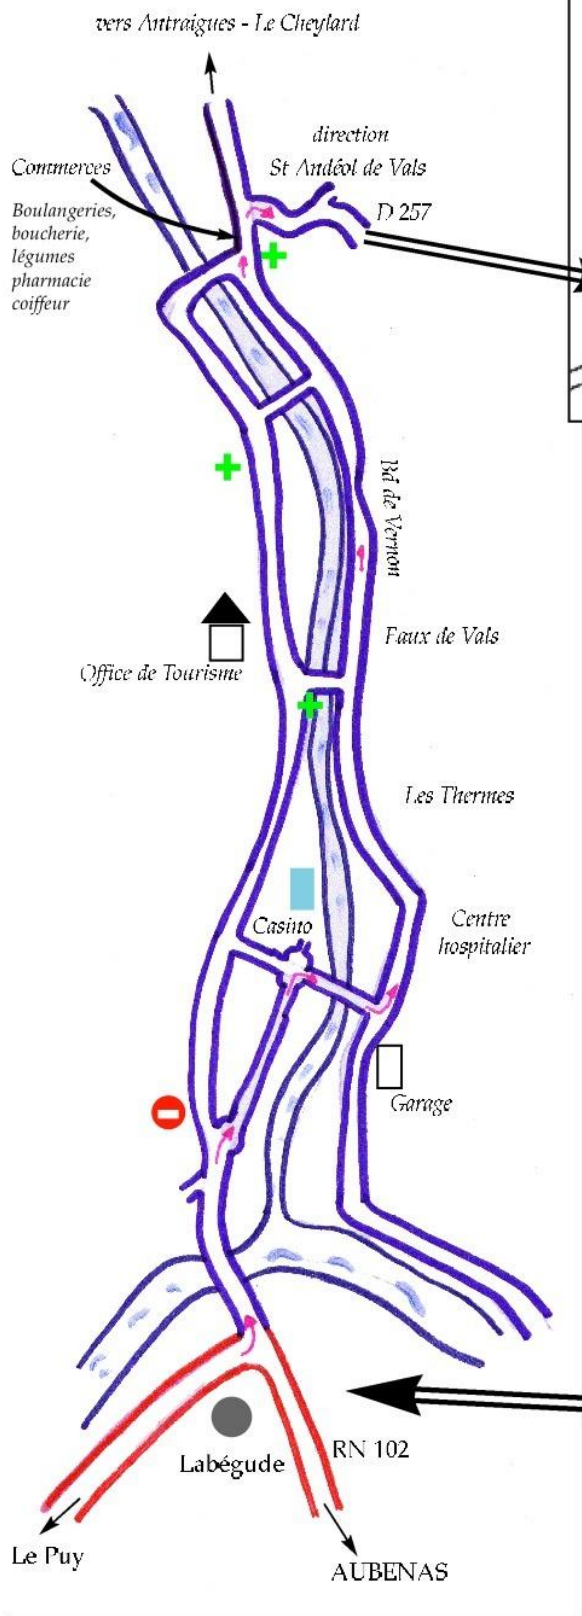 vers Antraigues - Le Cheylard
direction
St Andéol de Vals
Commerces
D 257
Boulangeries,
boucherie,
légumes
pharmacie
coiffeur
Bd de Vernon
Faux de Vals
Office de Tourisme
Les Thermes
Casino
Centre
hospitalier
Garage
RN 102
Labégude
Le Puy
AUBENAS